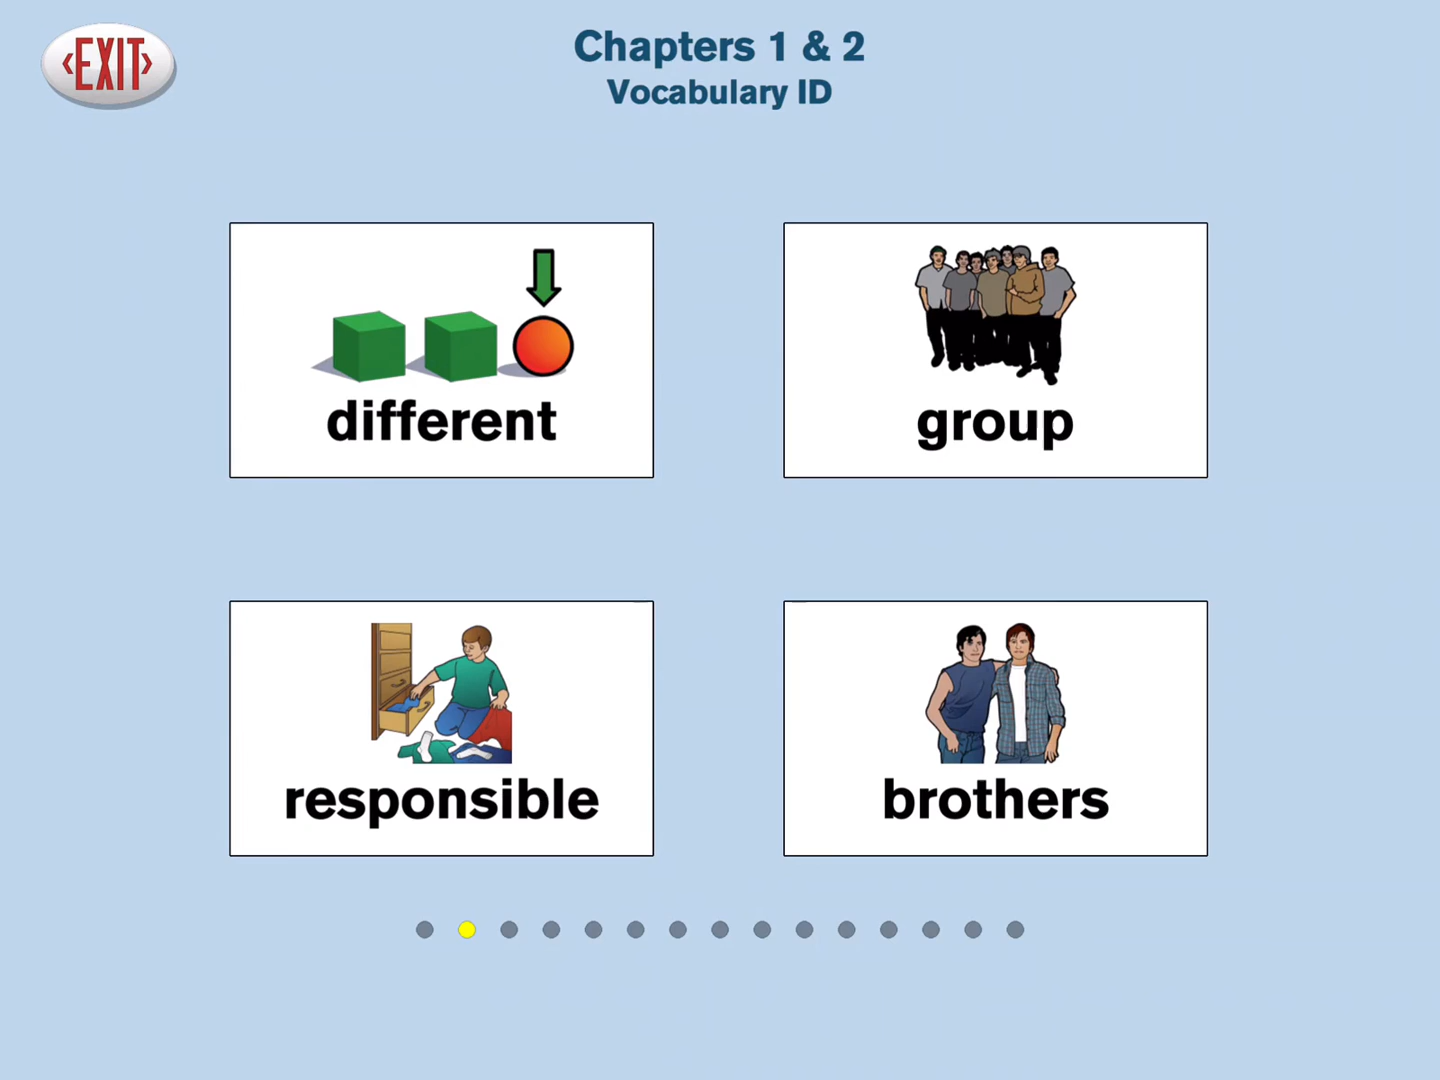 <EXIT>
Chapters 1 & 2
Vocabulary ID
different
group
responsible
brothers